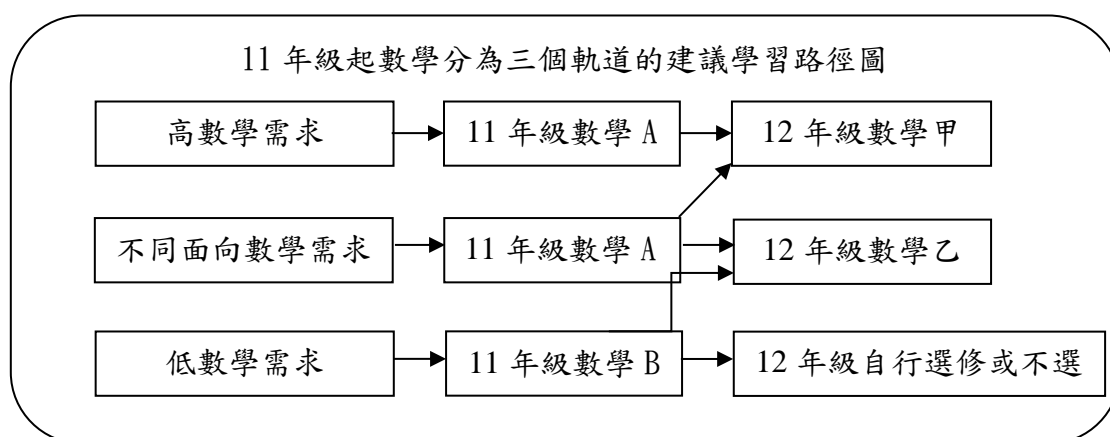 11 年級起數學分為三個軌道的建議學習路徑圖
高數學需求
11 年級數學 A
12 年級數學甲
不同面向數學需求
11 年級數學 A
12 年級數學乙
低數學需求
11 年級數學 B
12 年級自行選修或不選